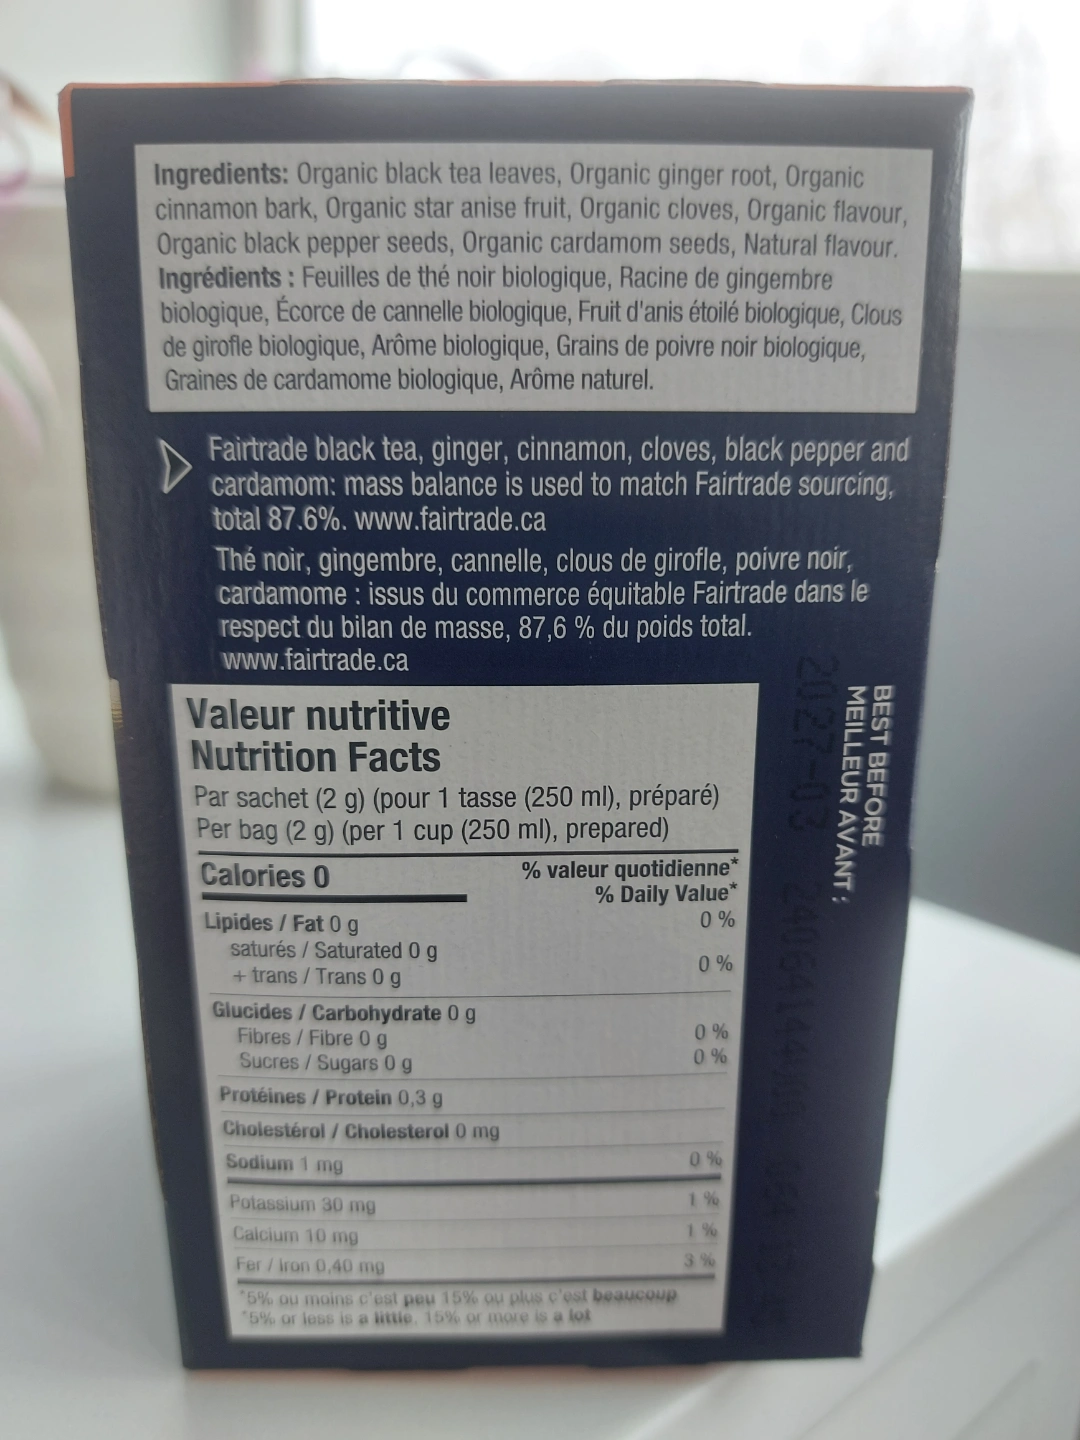 Ingredients: Organic black tea leaves, Organic ginger root, Organic
cinnamon bark, Organic star anise fruit, Organic cloves, Organic flavour,
Organic black pepper seeds, Organic cardamom seeds, Natural flavour.
Ingrédients : Feuilles de thé noir biologique, Racine de gingembre
biologique, Écorce de cannelle biologique, Fruit d'anis étoilé biologique, Clous
de girofle biologique, Arôme biologique, Grains de poivre noir biologique,
Graines de cardamome biologique, Arôme naturel.
Fairtrade black tea, ginger, cinnamon, cloves, black pepper and
cardamom: mass balance is used to match Fairtrade sourcing,
total 87.6%. www.fairtrade.ca
Thé noir, gingembre, cannelle, clous de girofle, poivre noir,
cardamome : issus du commerce équitable Fairtrade dans le
respect du bilan de masse, 87,6 % du poids total.
www.fairtrade.ca
Valeur nutritive
Nutrition Facts
Par sachet (2 g) (pour 1 tasse (250 ml), préparé)
Per bag (2 g) (per 1 cup (250 ml), prepared)
Calories 0
% valeur quotidienne*
% Daily Value*
Lipides / Fat 0 g 0 %
saturés / Saturated 0 g
+ trans / Trans 0 g 0 %
Glucides / Carbohydrate 0 g
Fibres / Fibre 0 g 0 %
Sucres / Sugars 0 g 0 %
Protéines / Protein 0,3 g
Cholestérol / Cholesterol 0 mg
Sodium 1 mg 0 %
Potassium 30 mg 1 %
Calcium 10 mg 1 %
Fer / Iron 0,40 mg 3 %
*5% ou moins c'est peu 15% ou plus c'est beaucoup
*5% or less is a little, 15% or more is a lot
BEST BEFORE
MEILLEUR AVANT :
2027-03